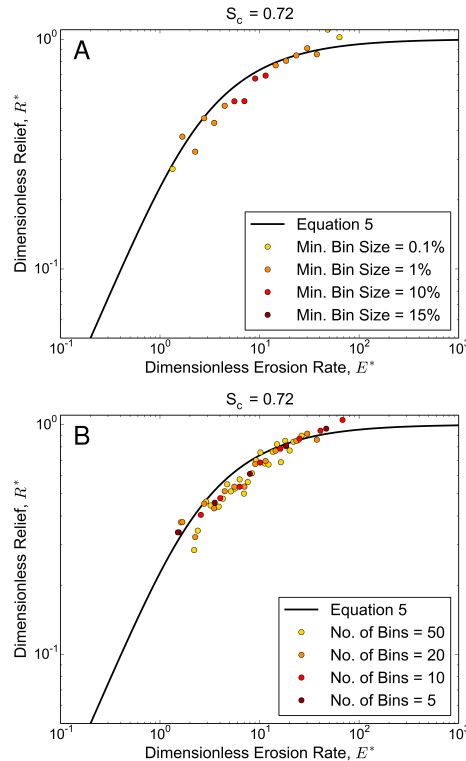 S_c = 0.72
A
10^0
10^-1
Dimensionless Relief, R*
Equation 5
Min. Bin Size = 0.1%
Min. Bin Size = 1%
Min. Bin Size = 10%
Min. Bin Size = 15%
10^-1 10^0 10^1 10^2 10^3
Dimensionless Erosion Rate, E*
S_c = 0.72
B
10^0
10^-1
Dimensionless Relief, R*
Equation 5
No. of Bins = 50
No. of Bins = 20
No. of Bins = 10
No. of Bins = 5
10^-1 10^0 10^1 10^2 10^3
Dimensionless Erosion Rate, E*